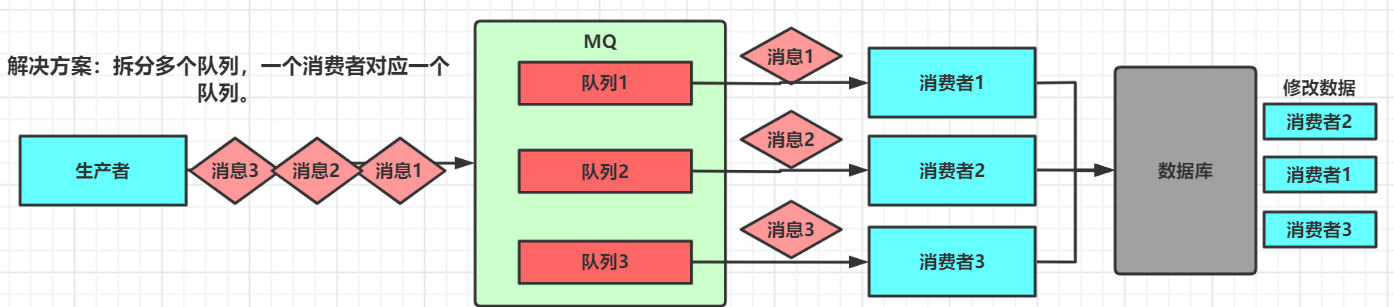 解决方案：拆分多个队列，一个消费者对应一个
队列。
生产者
消息3
消息2
消息1
MQ
队列1
队列2
队列3
消息1
消息2
消息3
消费者1
消费者2
消费者3
数据库
修改数据
消费者2
消费者1
消费者3